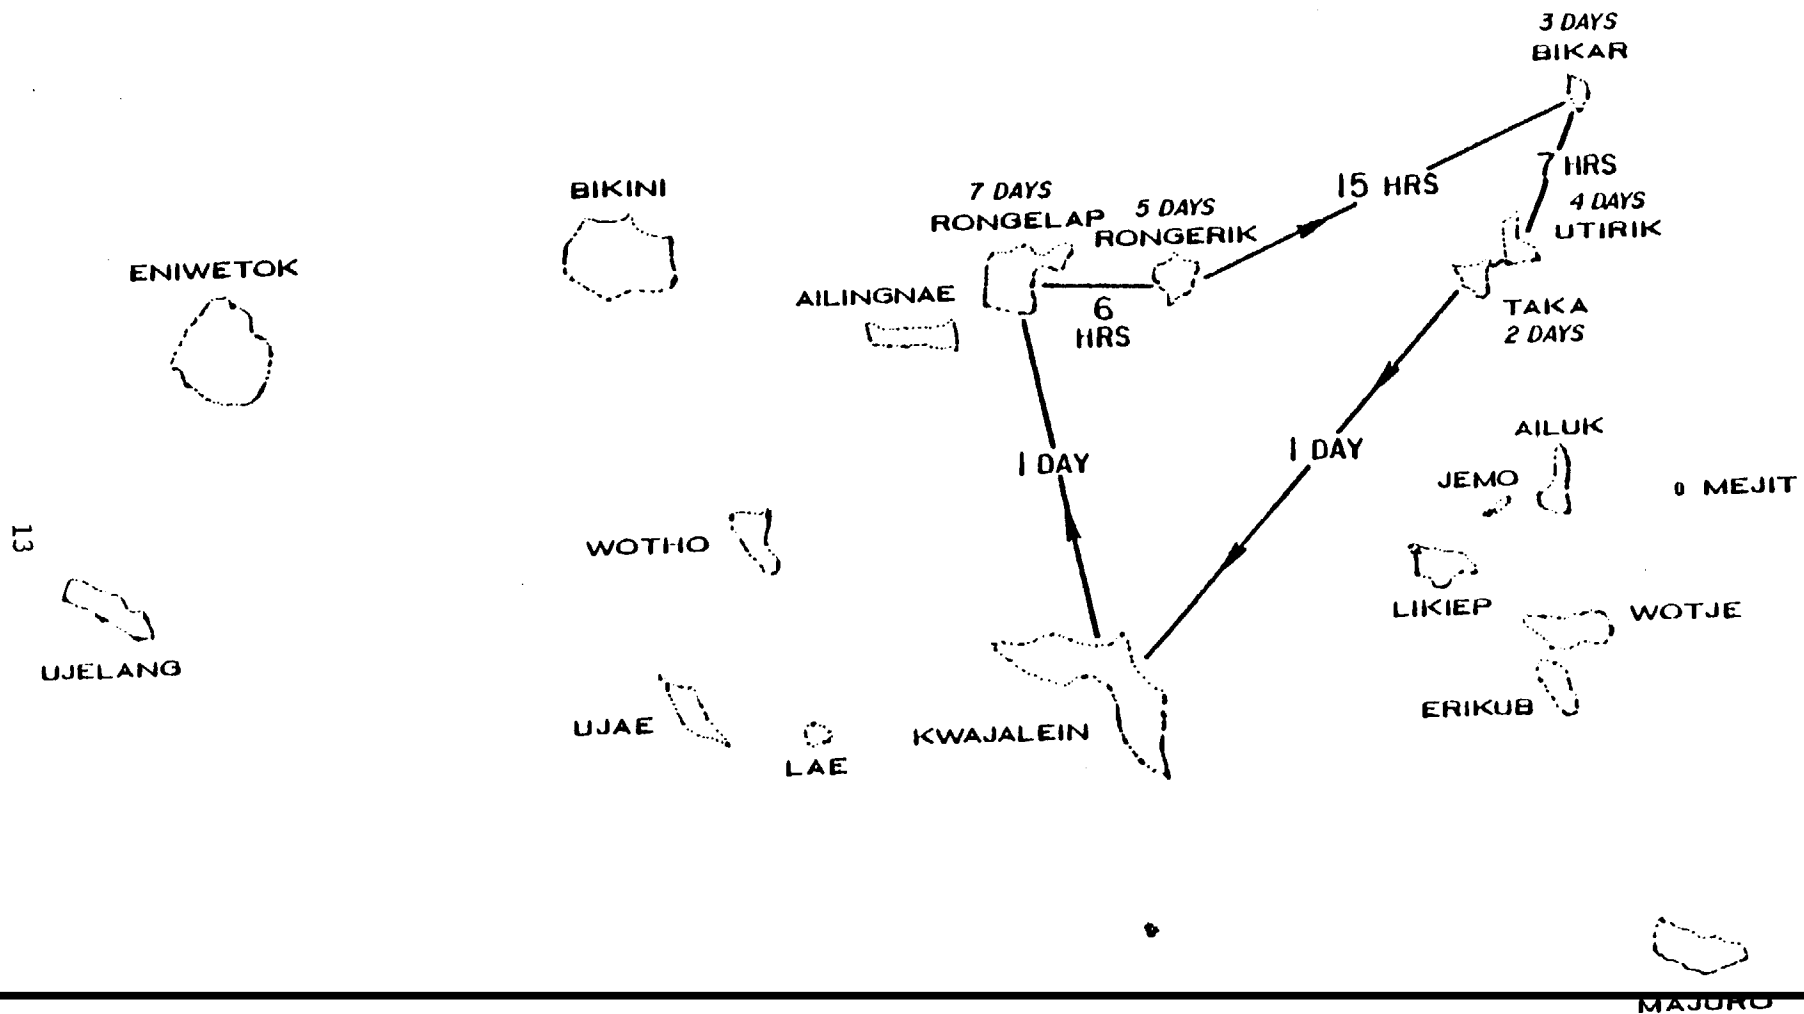 3 DAYS
BIKAR
7 HRS
15 HRS
4 DAYS
UTIRIK
BIKINI
7 DAYS
RONGELAP
5 DAYS
RONGERIK
ENIWETOK
AILINGNAE
6
HRS
TAKA
2 DAYS
AILUK
1 DAY
1 DAY
JEMO
MEJIT
WOTHO
13
LIKIEP
WOTJE
UJELANG
ERIKUB
UJAE
KWAJALEIN
LAE
MAJURO